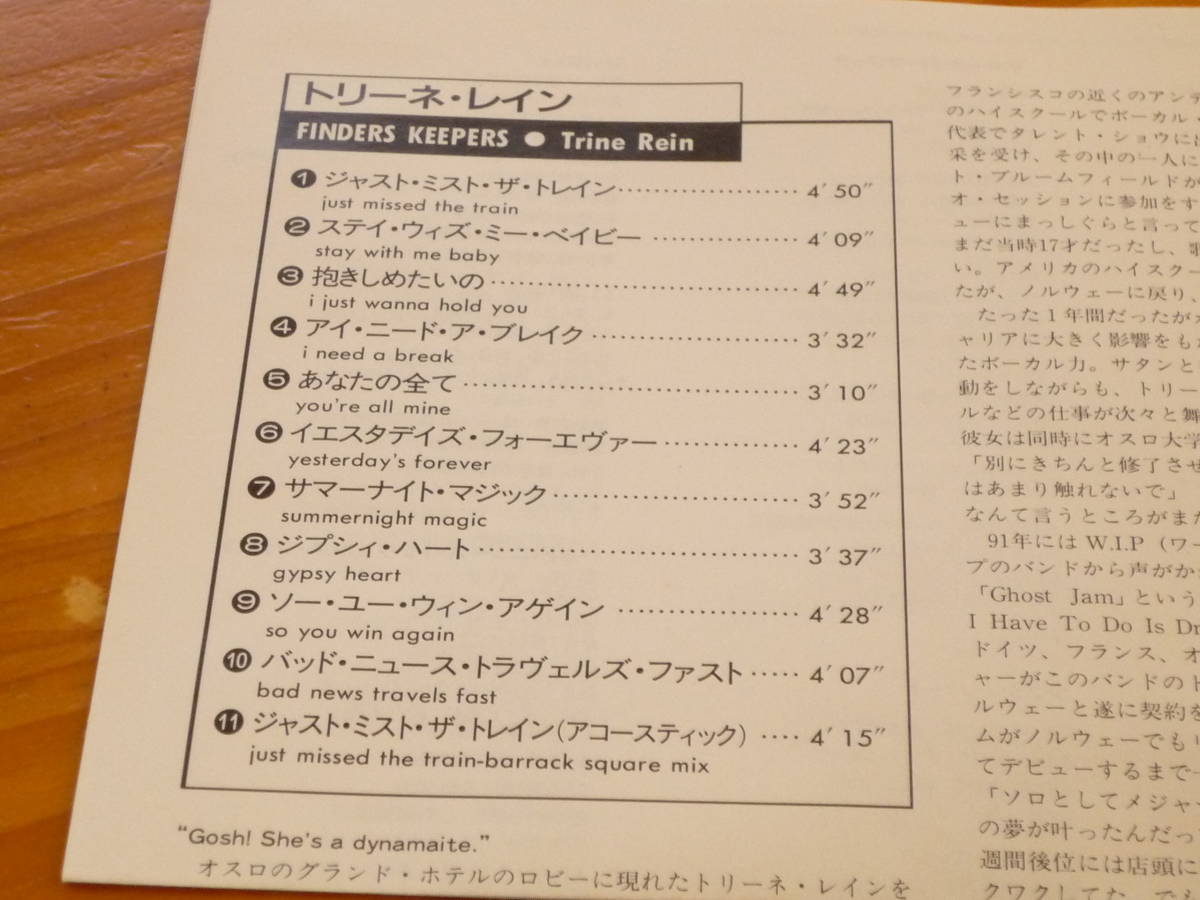 トリーネ・レイン
FINDERS KEEPERS ● Trine Rein
❶ ジャスト・ミスト・ザ・トレイン………………… 4′50″
just missed the train
❷ ステイ・ウィズ・ミー・ベイビー ……………… 4′09″
stay with me baby
❸ 抱きしめたいの…………………………………… 4′49″
i just wanna hold you
❹ アイ・ニード・ア・ブレイク …………………… 3′32″
i need a break
❺ あなたの全て……………………………………… 3′10″
you're all mine
❻ イエスタデイズ・フォーエヴァー ……………… 4′23″
yesterday's forever
❼ サマーナイト・マジック………………………… 3′52″
summernight magic
❽ ジプシィ・ハート………………………………… 3′37″
gypsy heart
❾ ソー・ユー・ウィン・アゲイン ………………… 4′28″
so you win again
❿ バッド・ニュース・トラヴェルズ・ファスト …… 4′07″
bad news travels fast
⓫ ジャスト・ミスト・ザ・トレイン(アコースティック) …… 4′15″
just missed the train-barrack square mix
"Gosh! She's a dynamaite."
オスロのグランド・ホテルのロビーに現れたトリーネ・レインを
フランシスコの近くのアンテ
のハイスクールでボーカル・
代表でタレント・ショウに
采を受け、その中の一人に
ト・ブルームフィールドか
オ・セッションに参加をす
ューにまっしぐらと言って
まだ当時17才だったし、歌
い。アメリカのハイスクー
たが、ノルウェーに戻り、
たった1年間だったが
ャリアに大きく影響をも
たボーカル力。サタンと
動をしながらも、トリー
ルなどの仕事が次々と舞
彼女は同時にオスロ大学
「別にきちんと修了させ
はあまり触れないで」
なんて言うところがまた
91年には W.I.P (ワー
プのバンドから声がか
「Ghost Jam」という
I Have To Do Is Dr
ドイツ、フランス、オ
ャーがこのバンドのト
ルウェーと遂に契約を
ムがノルウェーでもリ
てデビューするまで
「ソロとしてメジャー
の夢が叶ったんだっ
週間後位には店頭に
クワクしてた。で